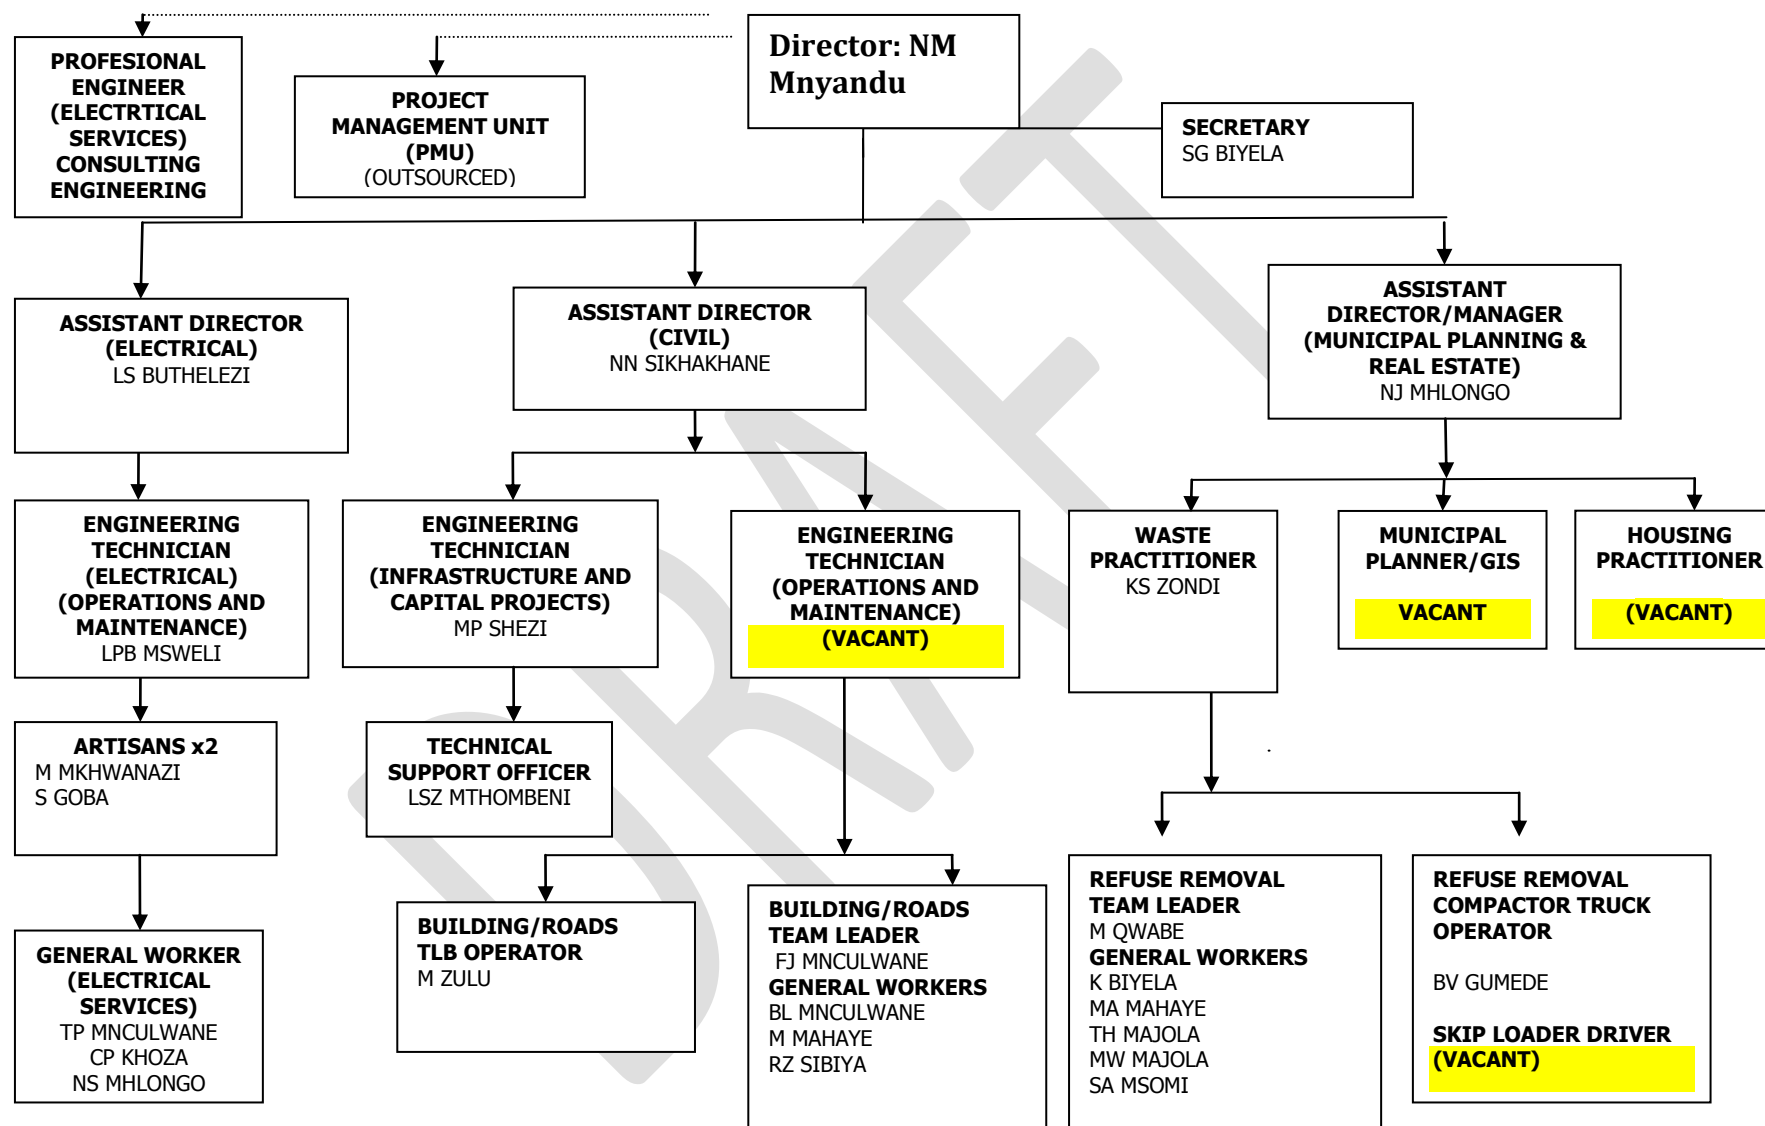 Director: NM
Mnyandu
PROFESIONAL
ENGINEER
(ELECTRTICAL
SERVICES)
CONSULTING
ENGINEERING
PROJECT
MANAGEMENT UNIT
(PMU)
(OUTSOURCED)
SECRETARY
SG BIYELA
ASSISTANT DIRECTOR
(ELECTRICAL)
LS BUTHELEZI
ASSISTANT DIRECTOR
(CIVIL)
NN SIKHAKHANE
ASSISTANT
DIRECTOR/MANAGER
(MUNICIPAL PLANNING &
REAL ESTATE)
NJ MHLONGO
ENGINEERING
TECHNICIAN
(ELECTRICAL)
(OPERATIONS AND
MAINTENANCE)
LPB MSWELI
ENGINEERING
TECHNICIAN
(INFRASTRUCTURE AND
CAPITAL PROJECTS)
MP SHEZI
ENGINEERING
TECHNICIAN
(OPERATIONS AND
MAINTENANCE)
(VACANT)
WASTE
PRACTITIONER
KS ZONDI
MUNICIPAL
PLANNER/GIS
VACANT
HOUSING
PRACTITIONER
(VACANT)
ARTISANS x2
M MKHWANAZI
S GOBA
TECHNICAL
SUPPORT OFFICER
LSZ MTHOMBENI
GENERAL WORKER
(ELECTRICAL
SERVICES)
TP MNCULWANE
CP KHOZA
NS MHLONGO
BUILDING/ROADS
TLB OPERATOR
M ZULU
BUILDING/ROADS
TEAM LEADER
FJ MNCULWANE
GENERAL WORKERS
BL MNCULWANE
M MAHAYE
RZ SIBIYA
REFUSE REMOVAL
TEAM LEADER
M QWABE
GENERAL WORKERS
K BIYELA
MA MAHAYE
TH MAJOLA
MW MAJOLA
SA MSOMI
REFUSE REMOVAL
COMPACTOR TRUCK
OPERATOR
BV GUMEDE
SKIP LOADER DRIVER
(VACANT)
DRAFT